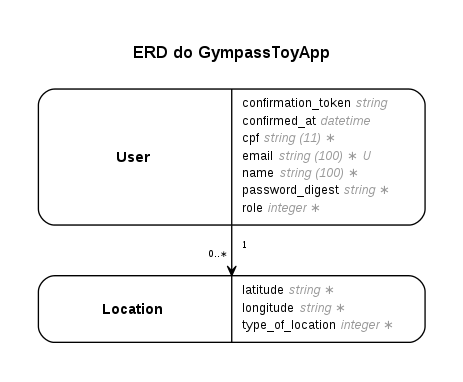 ERD do GympassToyApp
User
confirmation_token string
confirmed_at datetime
cpf string (11) ∗
email string (100) ∗ U
name string (100) ∗
password_digest string ∗
role integer ∗
1
0..∗
Location
latitude string ∗
longitude string ∗
type_of_location integer ∗